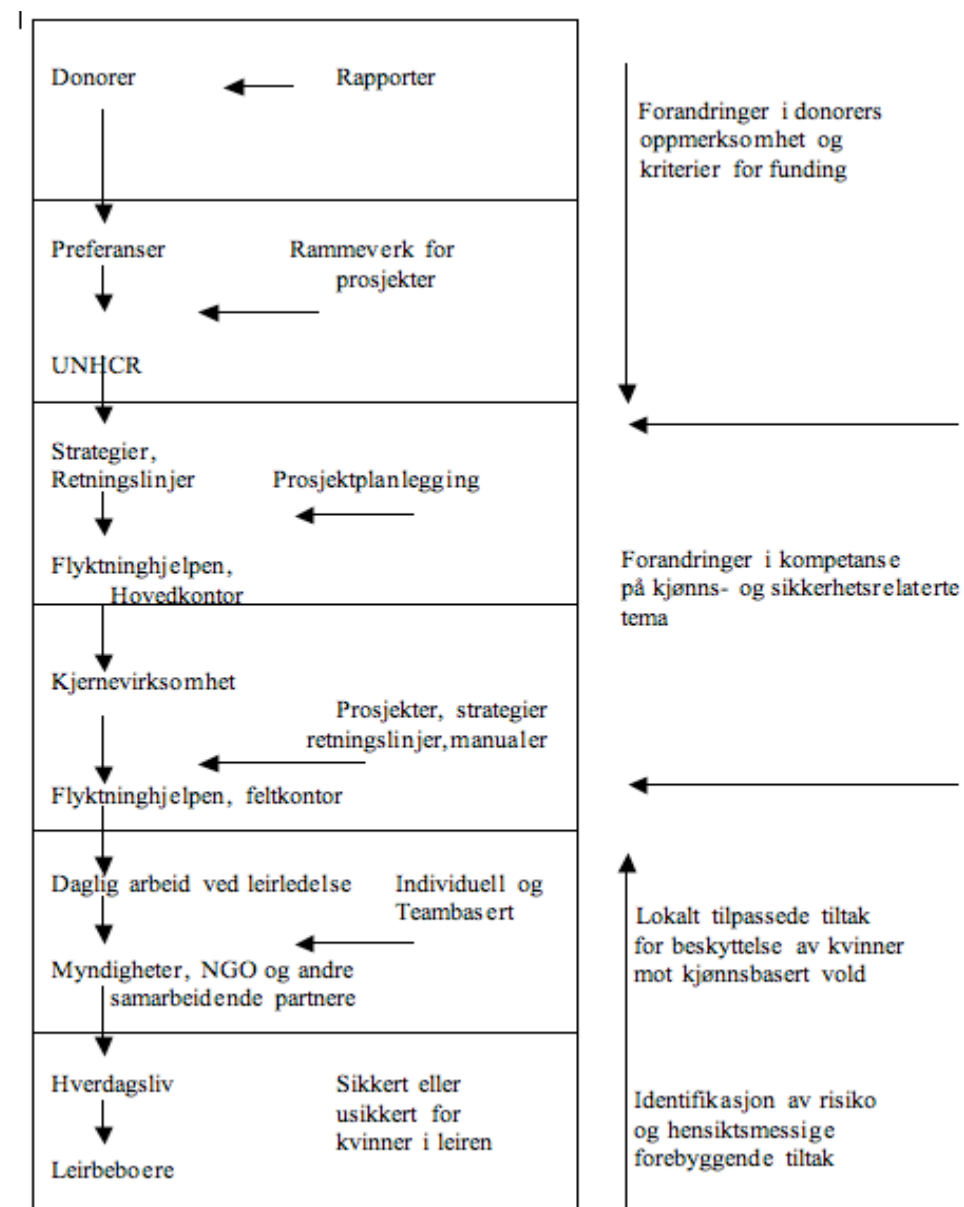 Donorer
Rapporter
Forandringer i donorers
oppmerksomhet og
kriterier for funding
Preferanser
Rammeverk for
prosjekter
UNHCR
Strategier,
Retningslinjer
Prosjektplanlegging
Flyktninghjelpen,
Hovedkontor
Forandringer i kompetanse
på kjønns- og sikkerhetsrelaterte
tema
Kjernevirksomhet
Prosjekter, strategier
retningslinjer,manualer
Flyktninghjelpen, feltkontor
Daglig arbeid ved leirledelse
Individuell og
Teambasert
Myndigheter, NGO og andre
samarbeidende partnere
Lokalt tilpassede tiltak
for beskyttelse av kvinner
mot kjønnsbasert vold
Hverdagsliv
Sikkert eller
usikkert for
kvinner i leiren
Leirbeboere
Identifikasjon av risiko
og hensiktsmessige
forebyggende tiltak